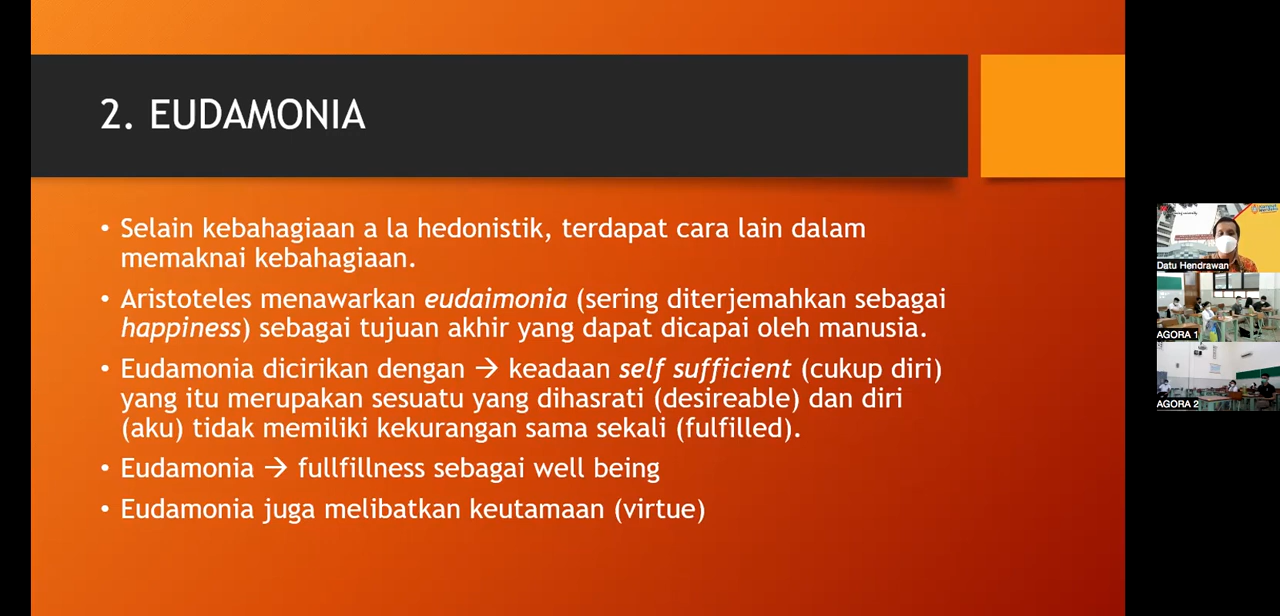 2. EUDAMONIA
• Selain kebahagiaan a la hedonistik, terdapat cara lain dalam
memaknai kebahagiaan.
• Aristoteles menawarkan eudaimonia (sering diterjemahkan sebagai
happiness) sebagai tujuan akhir yang dapat dicapai oleh manusia.
• Eudamonia dicirikan dengan → keadaan self sufficient (cukup diri)
yang itu merupakan sesuatu yang dihasrati (desireable) dan diri
(aku) tidak memiliki kekurangan sama sekali (fulfilled).
• Eudamonia → fullfillness sebagai well being
• Eudamonia juga melibatkan keutamaan (virtue)
Datu Hendrawan
AGORA 1
AGORA 2